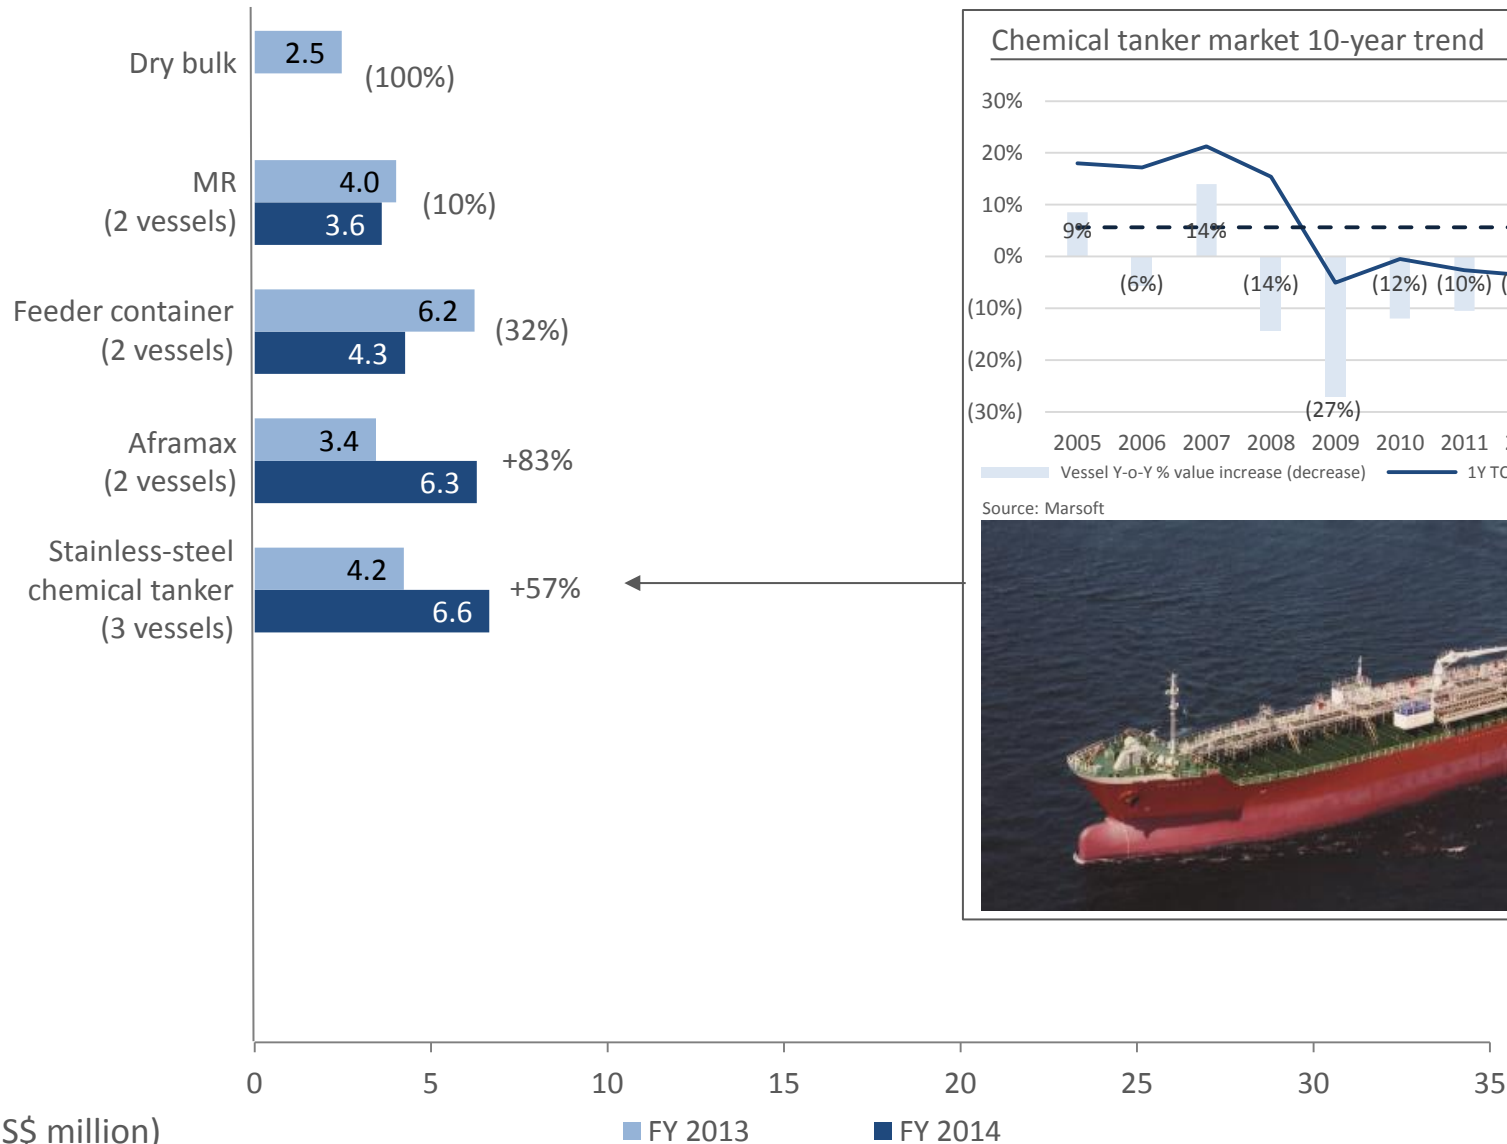 Dry bulk
2.5
(100%)
MR
(2 vessels)
4.0
3.6
(10%)
Feeder container
(2 vessels)
6.2
4.3
(32%)
Aframax
(2 vessels)
3.4
6.3
+83%
Stainless-steel
chemical tanker
(3 vessels)
4.2
6.6
+57%
0 5 10 15 20 25 30 35
S$ million)
FY 2013 FY 2014
Chemical tanker market 10-year trend
30%
20%
10%
0%
(10%)
(20%)
(30%)
9% (6%) 14% (14%) (27%) (12%) (10%) (
2005 2006 2007 2008 2009 2010 2011
Vessel Y-o-Y % value increase (decrease) 1Y TC
Source: Marsoft